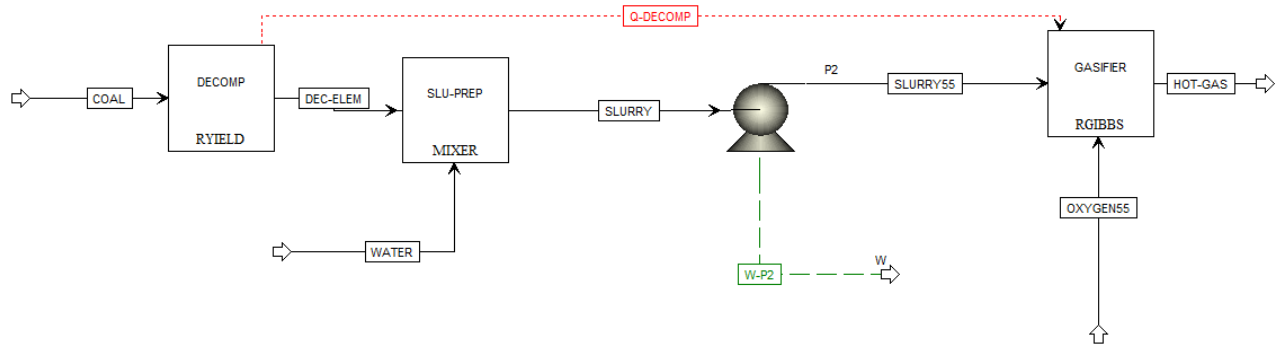 Q-DECOMP
DECOMP
RYIELD
COAL
DEC-ELEM
SLU-PREP
MIXER
SLURRY
P2
SLURRY55
GASIFIER
RGIBBS
HOT-GAS
OXYGEN55
WATER
W-P2
W